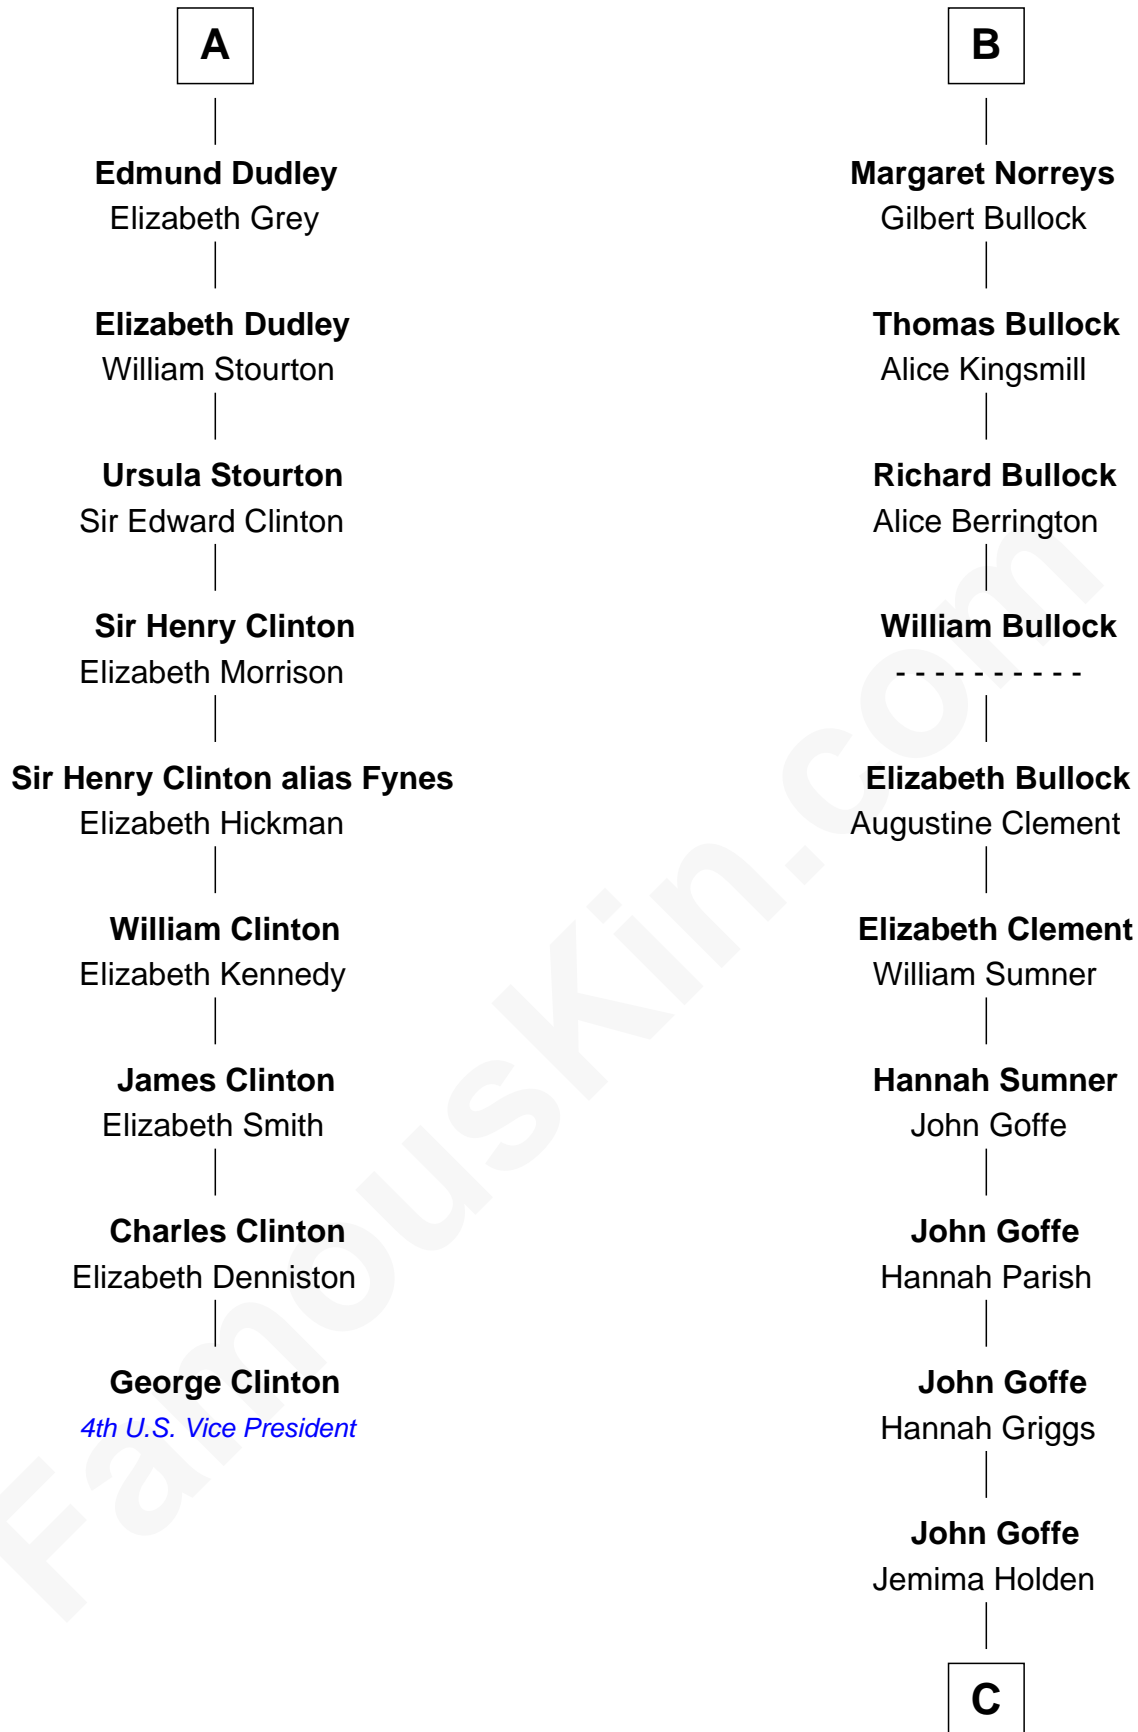 A
Edmund Dudley
Elizabeth Grey
Elizabeth Dudley
William Stourton
Ursula Stourton
Sir Edward Clinton
Sir Henry Clinton
Elizabeth Morrison
Sir Henry Clinton alias Fynes
Elizabeth Hickman
William Clinton
Elizabeth Kennedy
James Clinton
Elizabeth Smith
Charles Clinton
Elizabeth Denniston
George Clinton
4th U.S. Vice President
B
Margaret Norreys
Gilbert Bullock
Thomas Bullock
Alice Kingsmill
Richard Bullock
Alice Berrington
William Bullock
- - - - - - - - - -
Elizabeth Bullock
Augustine Clement
Elizabeth Clement
William Sumner
Hannah Sumner
John Goffe
John Goffe
Hannah Parish
John Goffe
Hannah Griggs
John Goffe
Jemima Holden
C
FamousKin.com